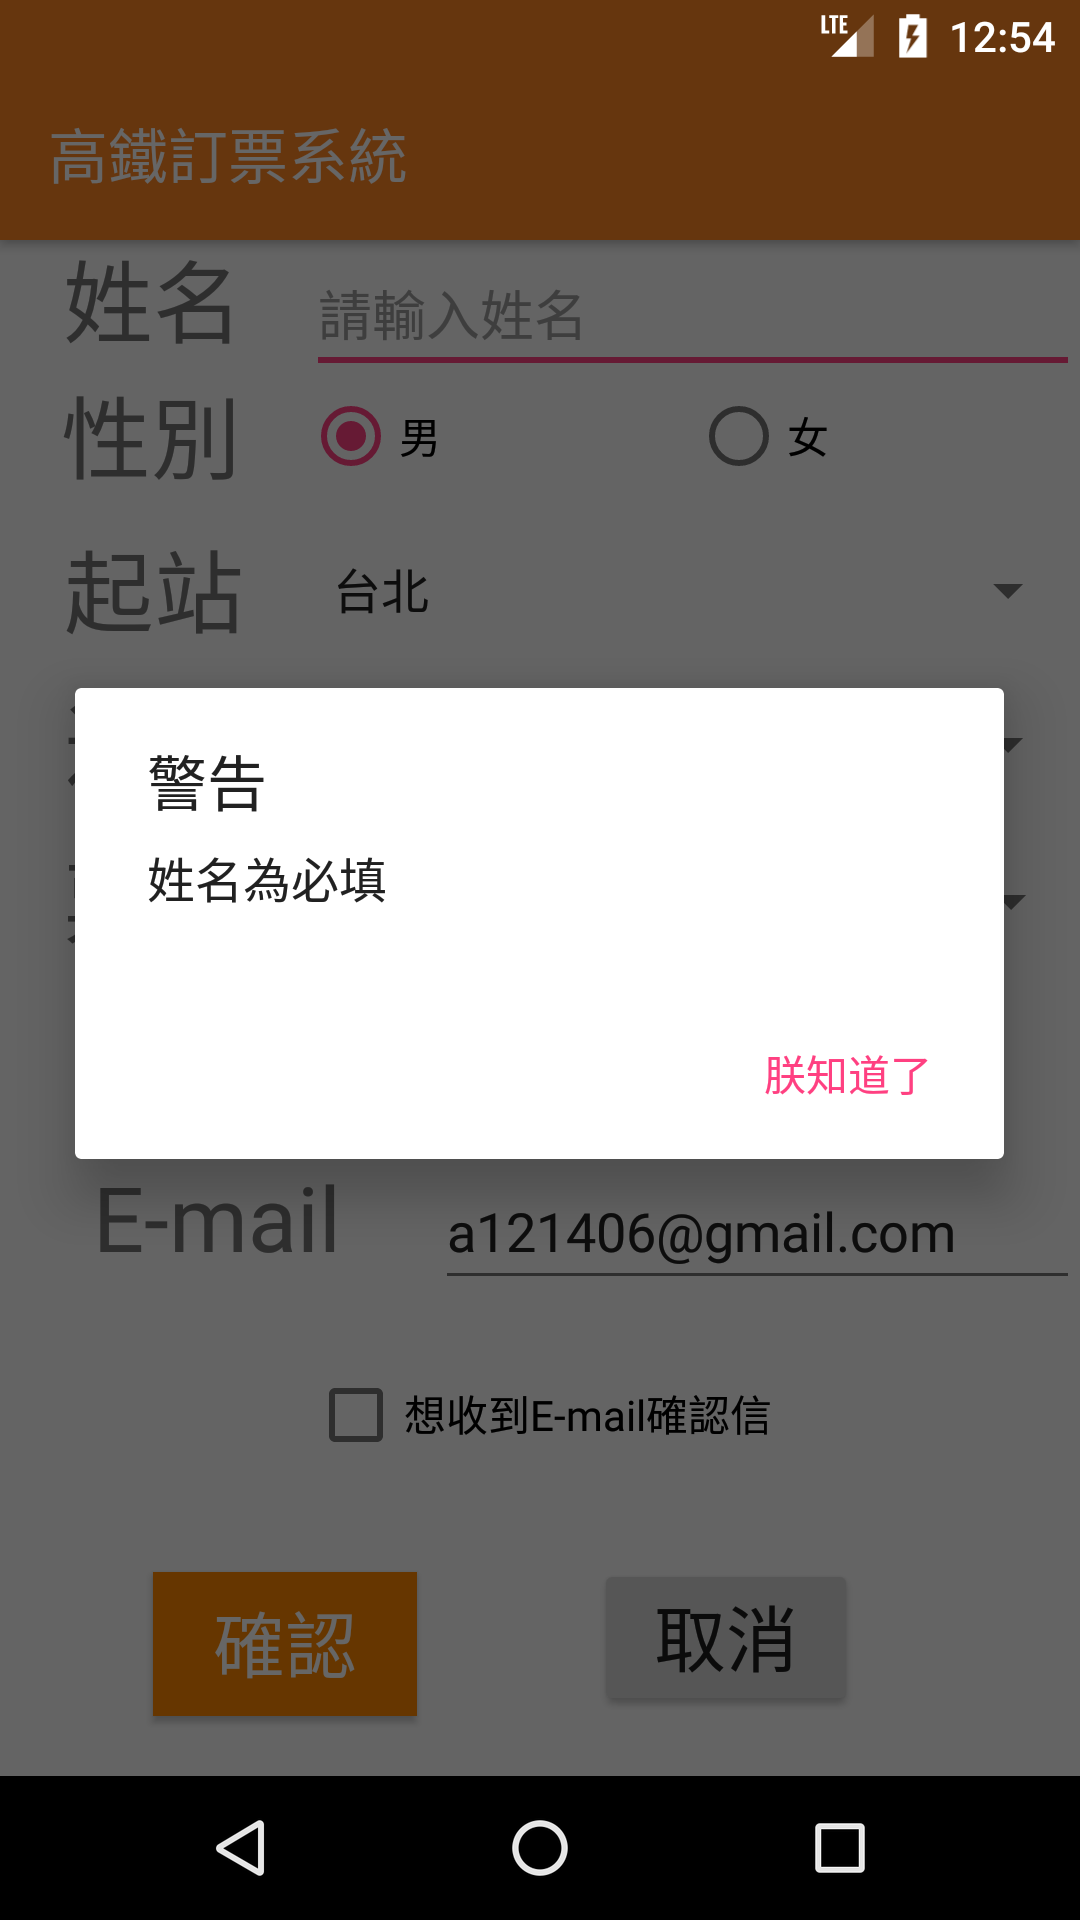 LTE 12:54
高鐵訂票系統
姓名 請輸入姓名
性別 男 女
起站 台北
警告
姓名為必填
朕知道了
E-mail a121406@gmail.com
想收到E-mail確認信
確認 取消